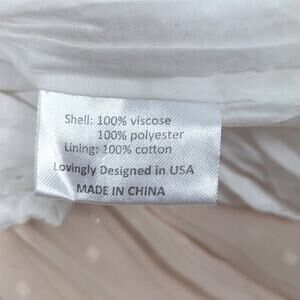 Shell: 100% viscose
100% polyester
Lining: 100% cotton
Lovingly Designed in USA
MADE IN CHINA